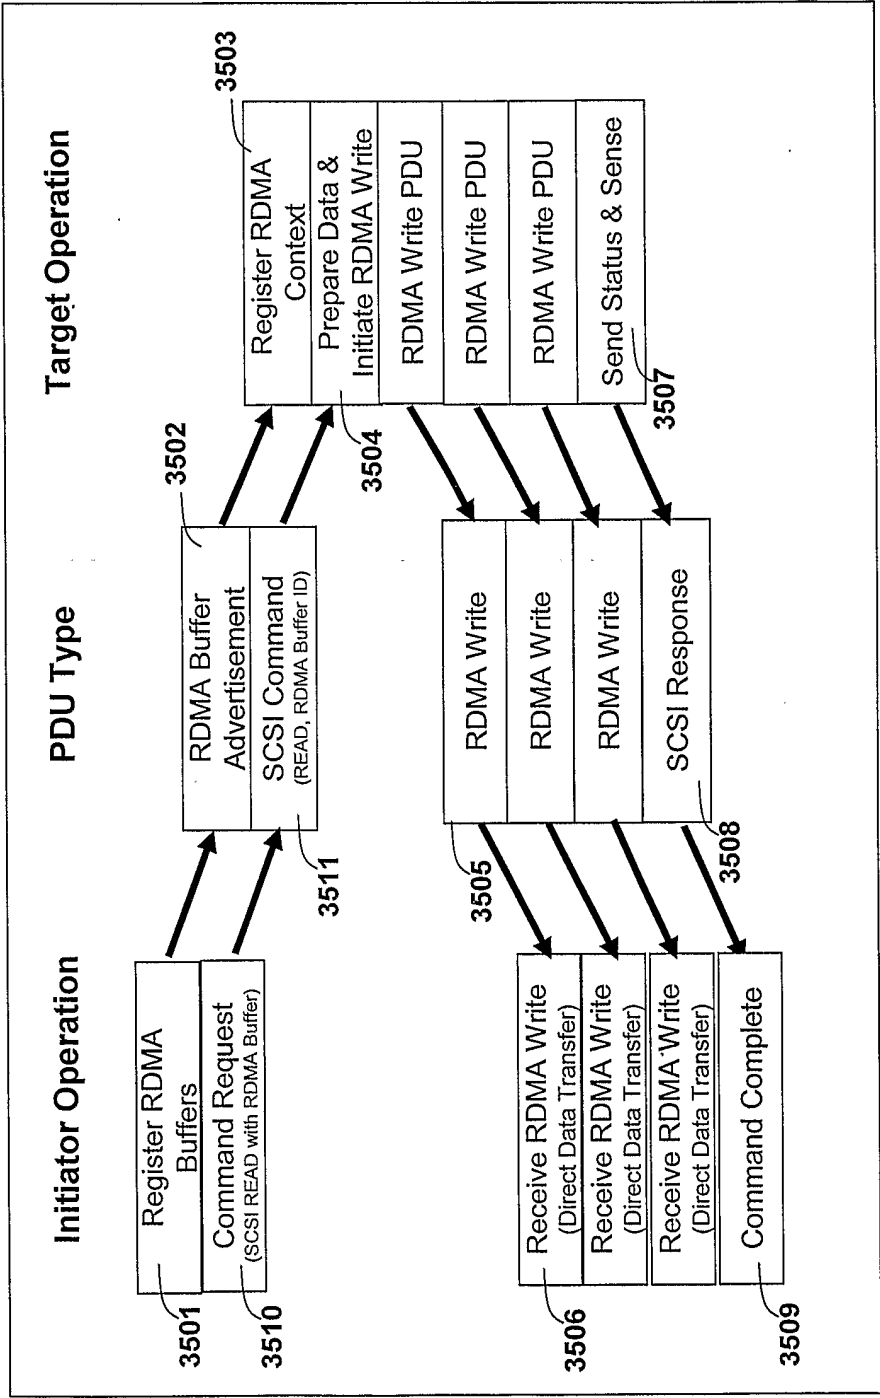 Initiator Operation
PDU Type
Target Operation
3501
Register RDMA
Buffers
3510
Command Request
(SCSI READ with RDMA Buffer)
3502
RDMA Buffer
Advertisement
3511
SCSI Command
(READ, RDMA Buffer ID)
3503
Register RDMA
Context
3504
Prepare Data &
Initiate RDMA Write
RDMA Write PDU
RDMA Write PDU
RDMA Write PDU
Send Status & Sense
3507
3505
RDMA Write
RDMA Write
RDMA Write
SCSI Response
3508
3506
Receive RDMA Write
(Direct Data Transfer)
Receive RDMA Write
(Direct Data Transfer)
Receive RDMA Write
(Direct Data Transfer)
Command Complete
3509